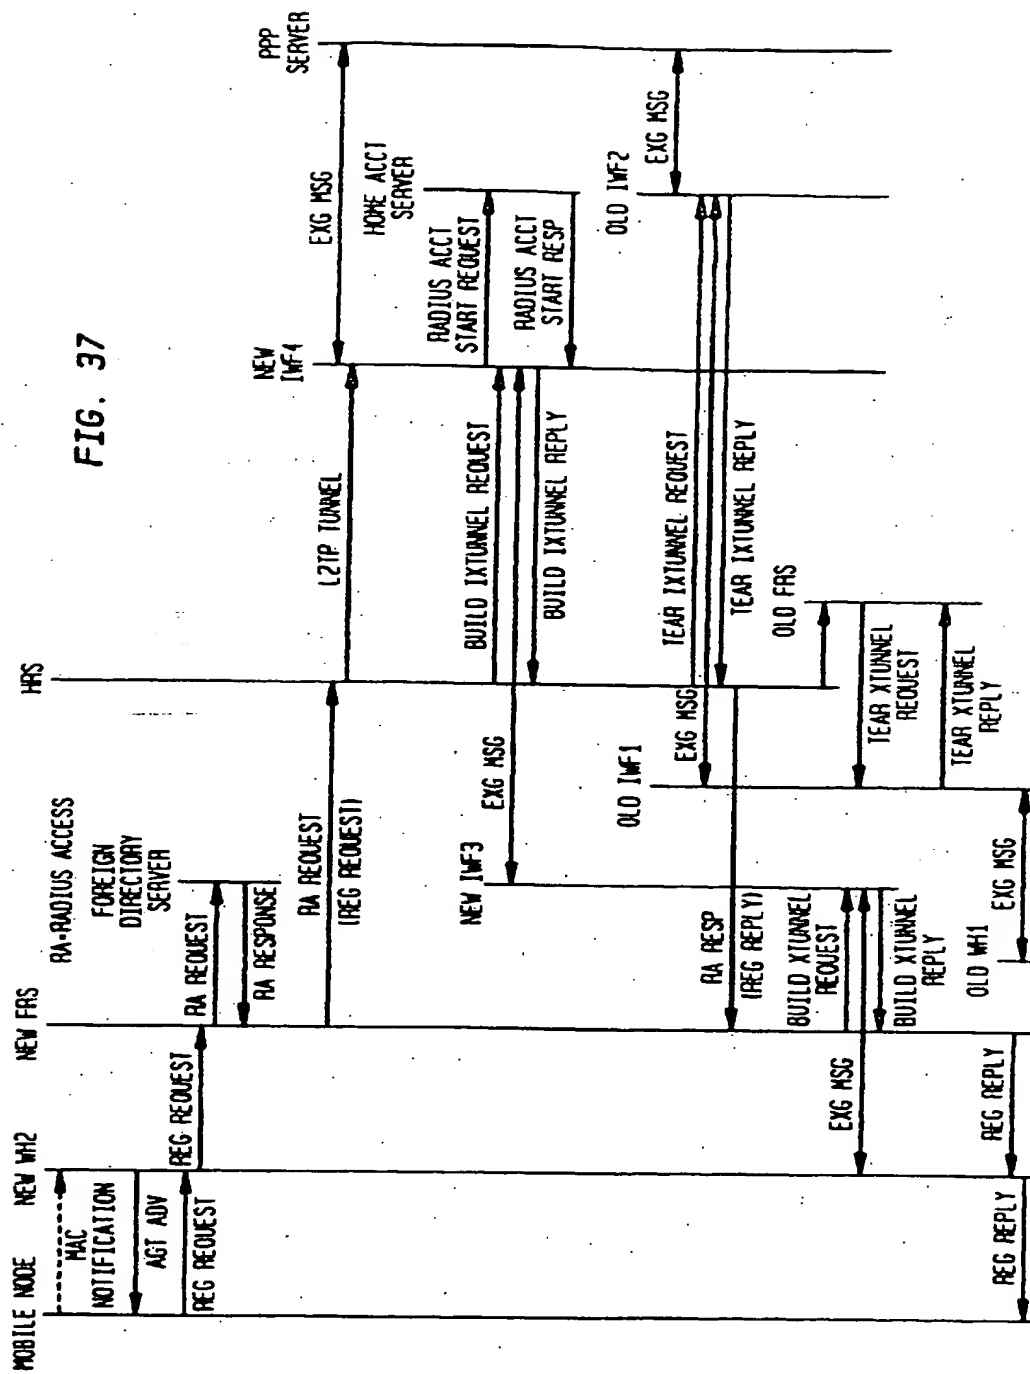 FIG. 37
MOBILE NODE
NEW WH2
NEW FRS
RA-RADIUS ACCESS
FOREIGN
DIRECTORY
SERVER
HRS
NEW
IWF4
PPP
SERVER
MAC
NOTIFICATION
AGT ADV
REG REQUEST
REG REQUEST
RA REQUEST
RA RESPONSE
RA REQUEST
(REG REQUEST)
L2TP TUNNEL
EXG MSG
HOME ACCT
SERVER
RADIUS ACCT
START REQUEST
RADIUS ACCT
START RESP
BUILD IXTUNNEL REQUEST
BUILD IXTUNNEL REPLY
NEW IWF3
EXG MSG
OLD IWF2
EXG MSG
TEAR IXTUNNEL REQUEST
TEAR IXTUNNEL REPLY
OLD IWF1
EXG MSG
RA RESP
(REG REPLY)
OLD FRS
TEAR XTUNNEL
REQUEST
TEAR XTUNNEL
REPLY
BUILD XTUNNEL
REQUEST
BUILD XTUNNEL
REPLY
EXG MSG
OLD WH1
EXG MSG
REG REPLY
REG REPLY